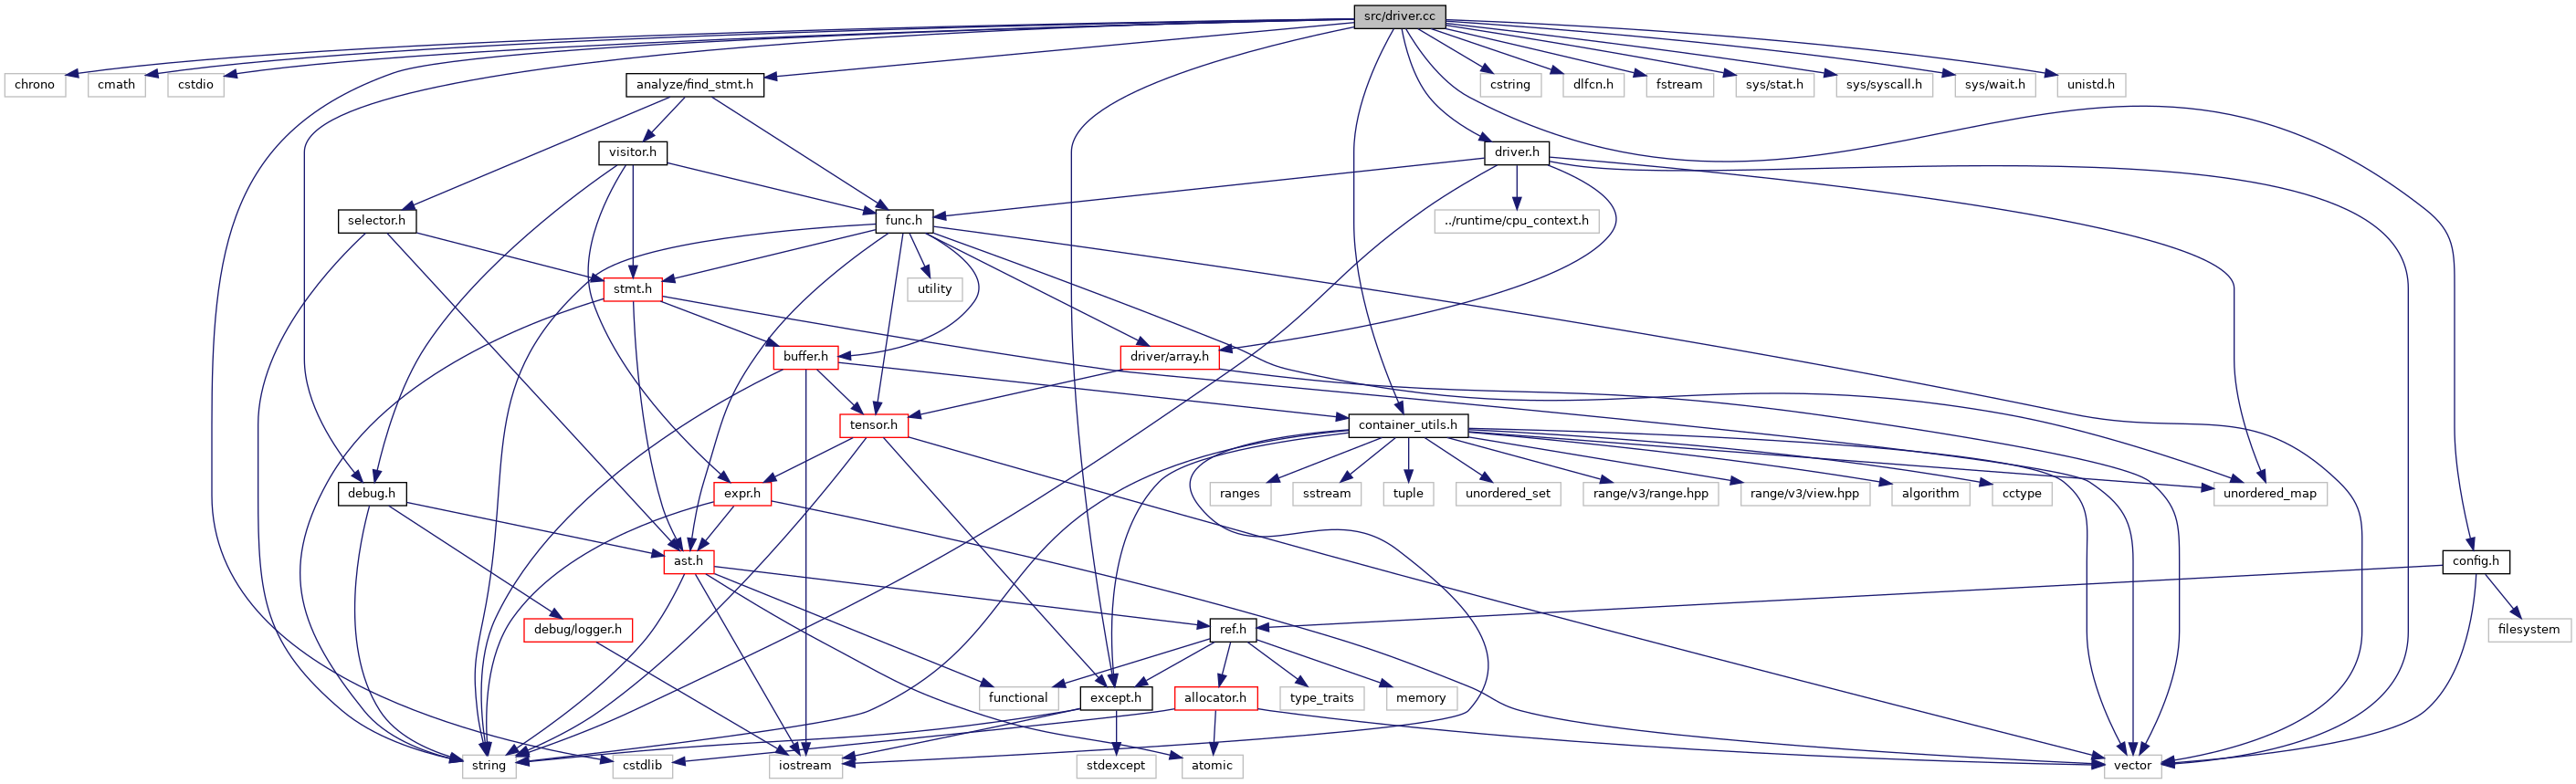 src/driver.cc
chrono
cmath
cstdio
analyze/find_stmt.h
cstring
dlfcn.h
fstream
sys/stat.h
sys/syscall.h
sys/wait.h
unistd.h
visitor.h
driver.h
selector.h
func.h
../runtime/cpu_context.h
stmt.h
utility
buffer.h
driver/array.h
tensor.h
container_utils.h
debug.h
expr.h
ranges
sstream
tuple
unordered_set
range/v3/range.hpp
range/v3/view.hpp
algorithm
cctype
unordered_map
ast.h
config.h
debug/logger.h
ref.h
filesystem
functional
except.h
allocator.h
type_traits
memory
string
cstdlib
iostream
stdexcept
atomic
vector